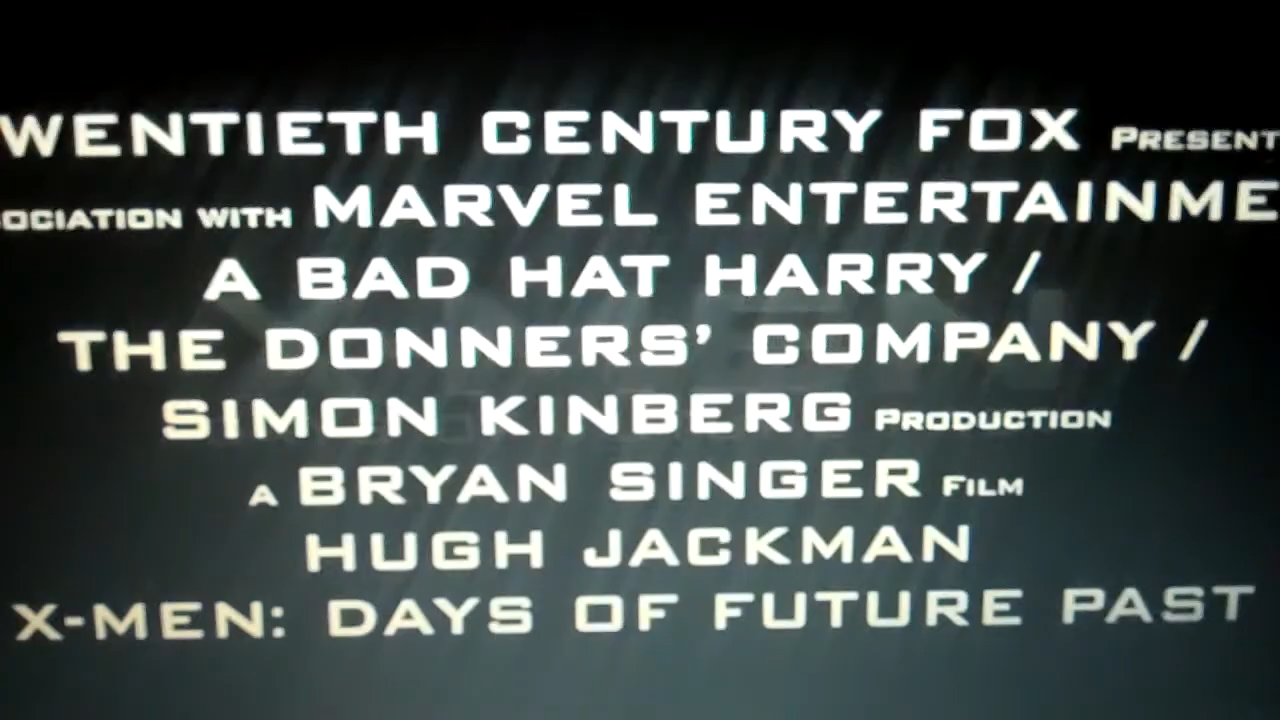 WENTIETH CENTURY FOX PRESENT
OCIATION WITH MARVEL ENTERTAINME
A BAD HAT HARRY /
THE DONNERS' COMPANY /
SIMON KINBERG PRODUCTION
A BRYAN SINGER FILM
HUGH JACKMAN
X-MEN: DAYS OF FUTURE PAST